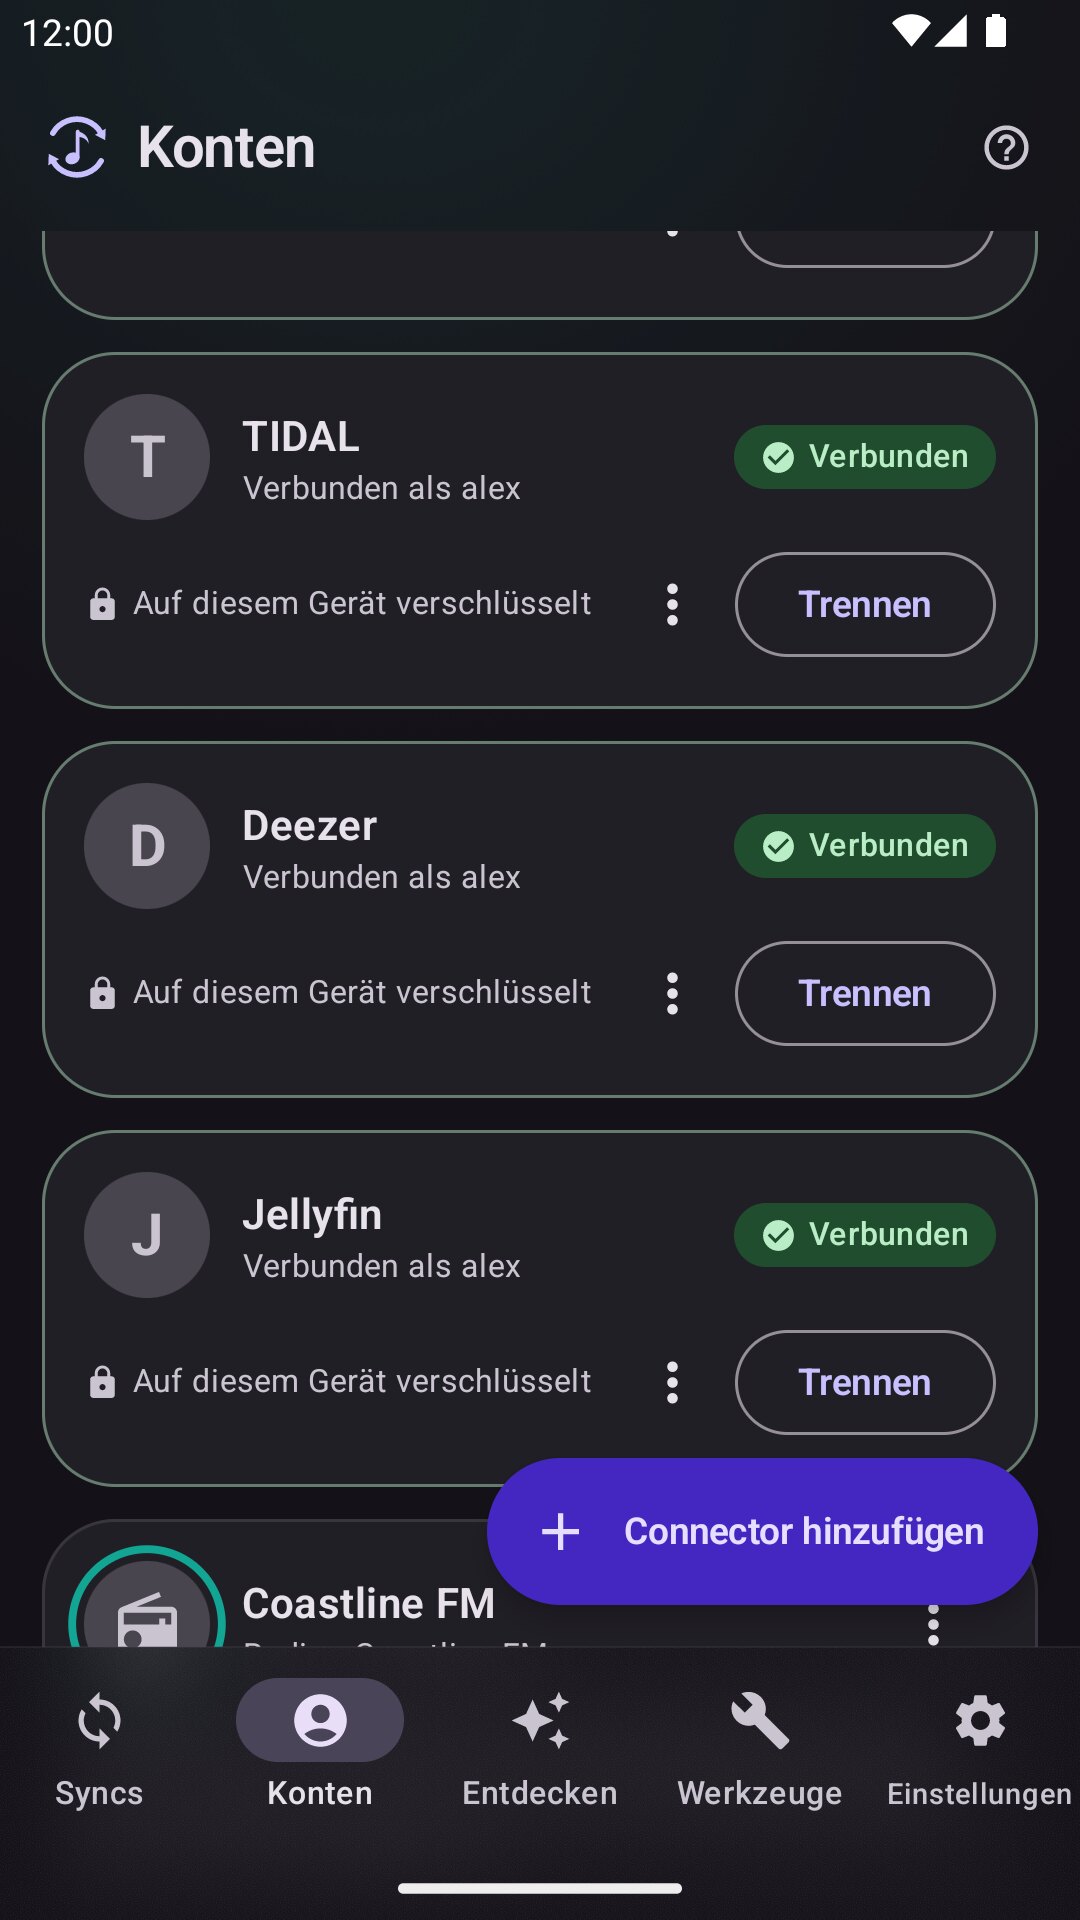 12:00
Konten
T
TIDAL
Verbunden als alex
Verbunden
Auf diesem Gerät verschlüsselt
Trennen
D
Deezer
Verbunden als alex
Verbunden
Auf diesem Gerät verschlüsselt
Trennen
J
Jellyfin
Verbunden als alex
Verbunden
Auf diesem Gerät verschlüsselt
Trennen
Connector hinzufügen
Coastline FM
Syncs
Konten
Entdecken
Werkzeuge
Einstellungen